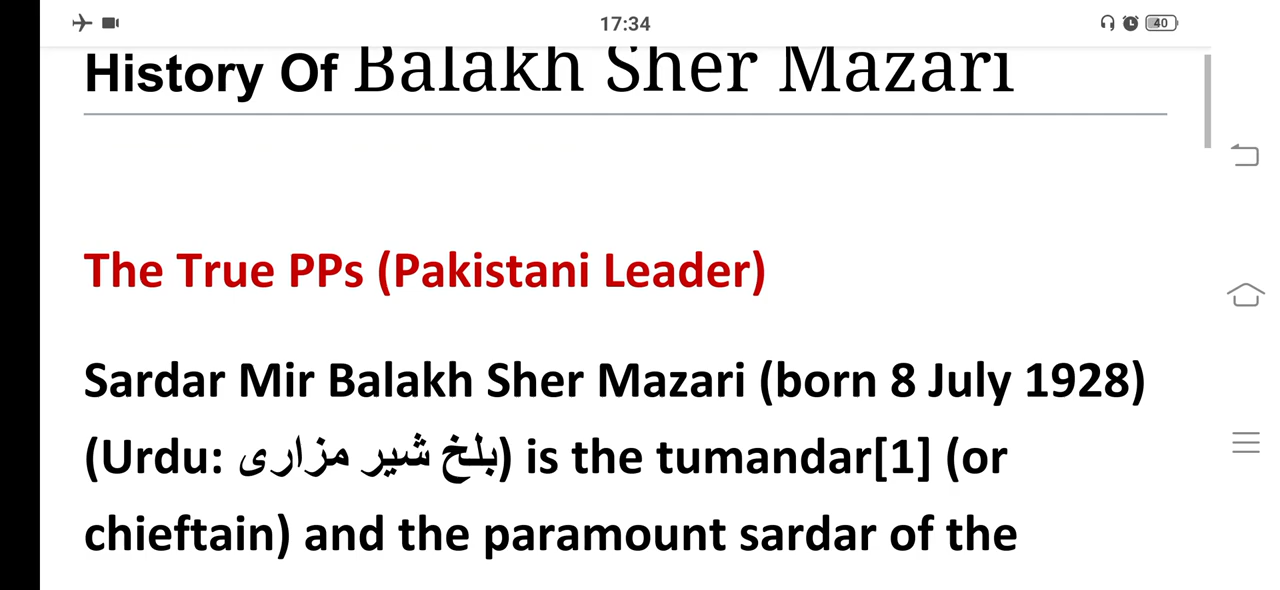 17:34
40
History Of Balakh Sher Mazari
The True PPs (Pakistani Leader)
Sardar Mir Balakh Sher Mazari (born 8 July 1928)
(Urdu: بلخ شیر مزاری) is the tumandar[1] (or
chieftain) and the paramount sardar of the